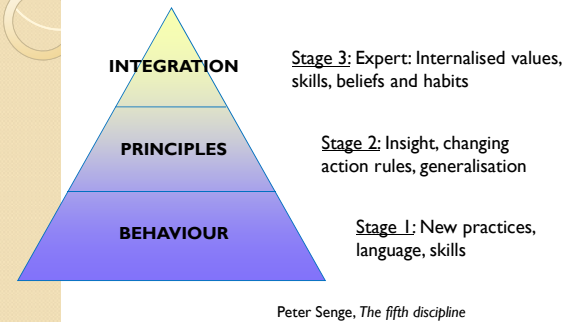 INTEGRATION
Stage 3: Expert: Internalised values,
skills, beliefs and habits
PRINCIPLES
Stage 2: Insight, changing
action rules, generalisation
BEHAVIOUR
Stage 1: New practices,
language, skills
Peter Senge, The fifth discipline